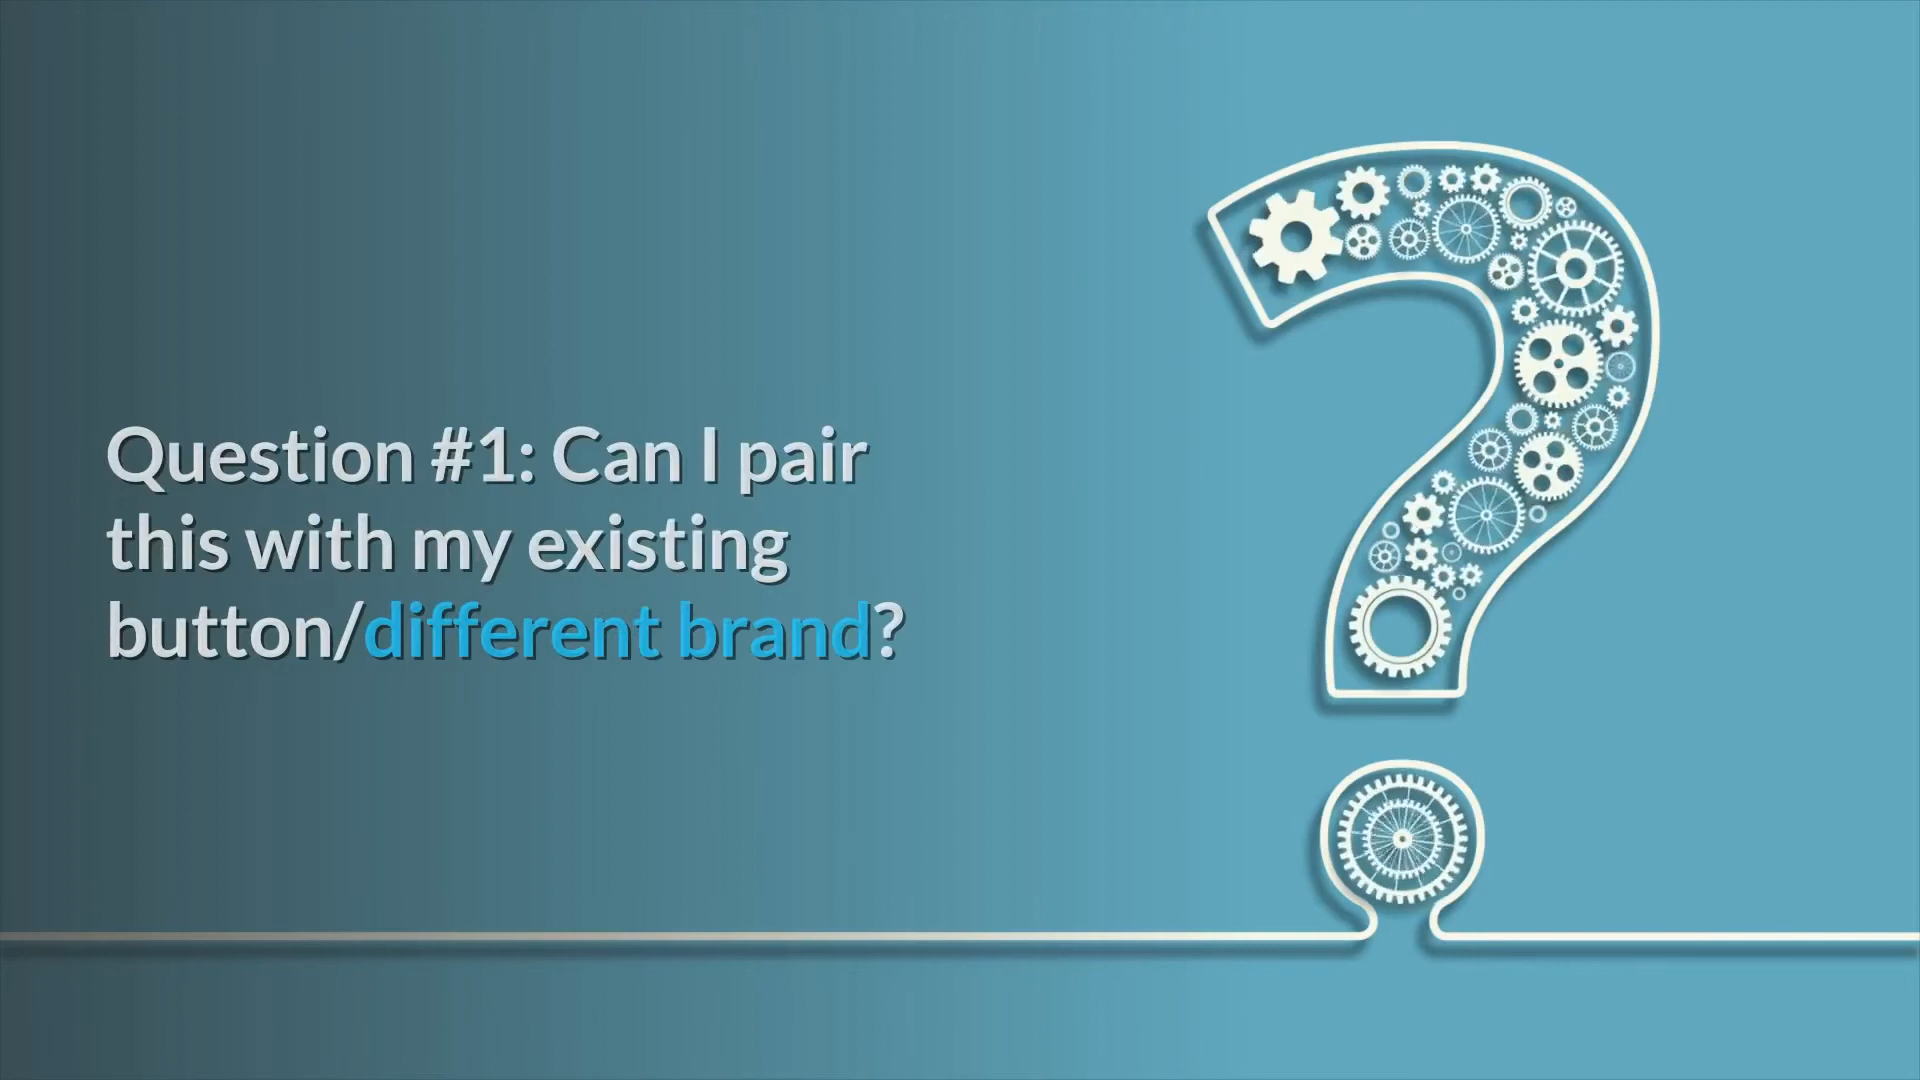 Question #1: Can I pair
this with my existing
button/different brand?